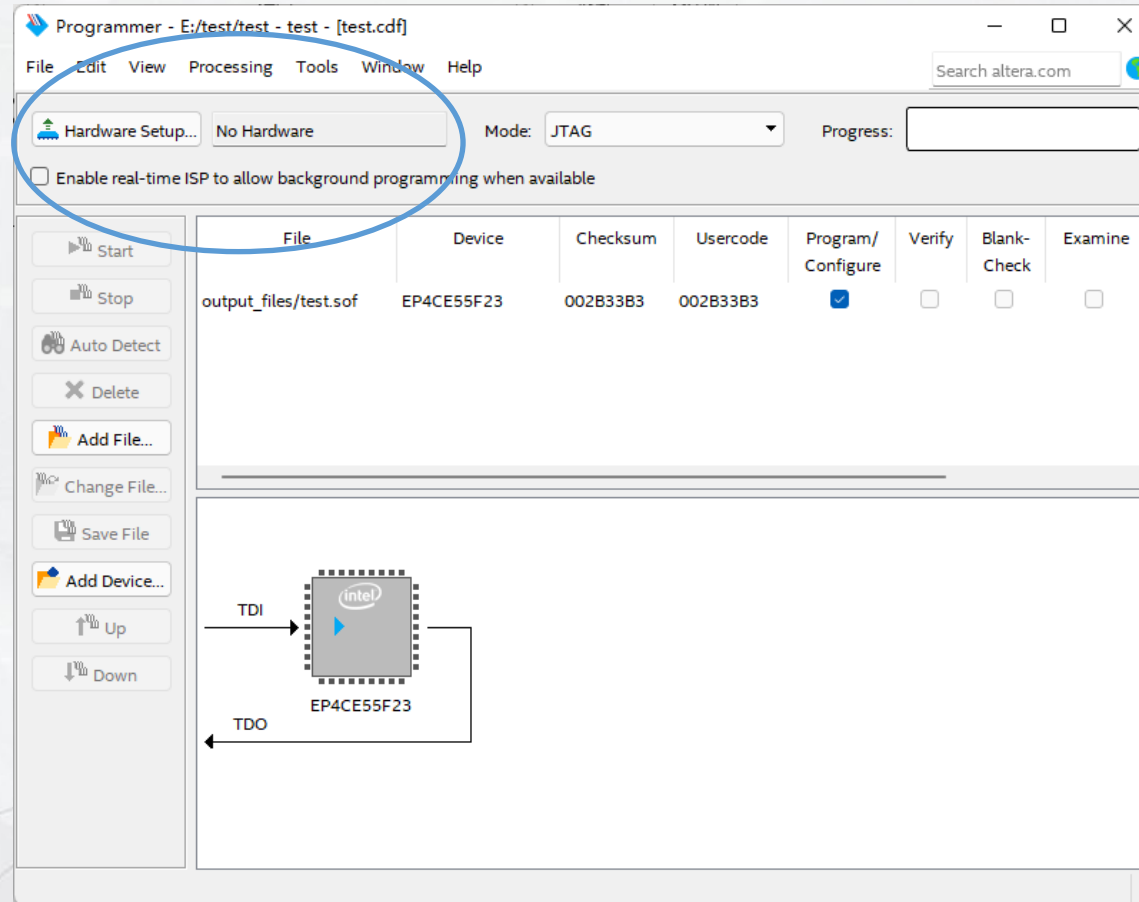 Programmer - E:/test/test - test - [test.cdf]
File Edit View Processing Tools Window Help
Search altera.com
Hardware Setup... No Hardware Mode: JTAG Progress:
Enable real-time ISP to allow background programming when available
File Device Checksum Usercode Program/ Verify Blank- Examine
Configure Check
output_files/test.sof EP4CE55F23 002B33B3 002B33B3
Start
Stop
Auto Detect
Delete
Add File...
Change File...
Save File
Add Device...
Up
Down
intel
TDI
EP4CE55F23
TDO